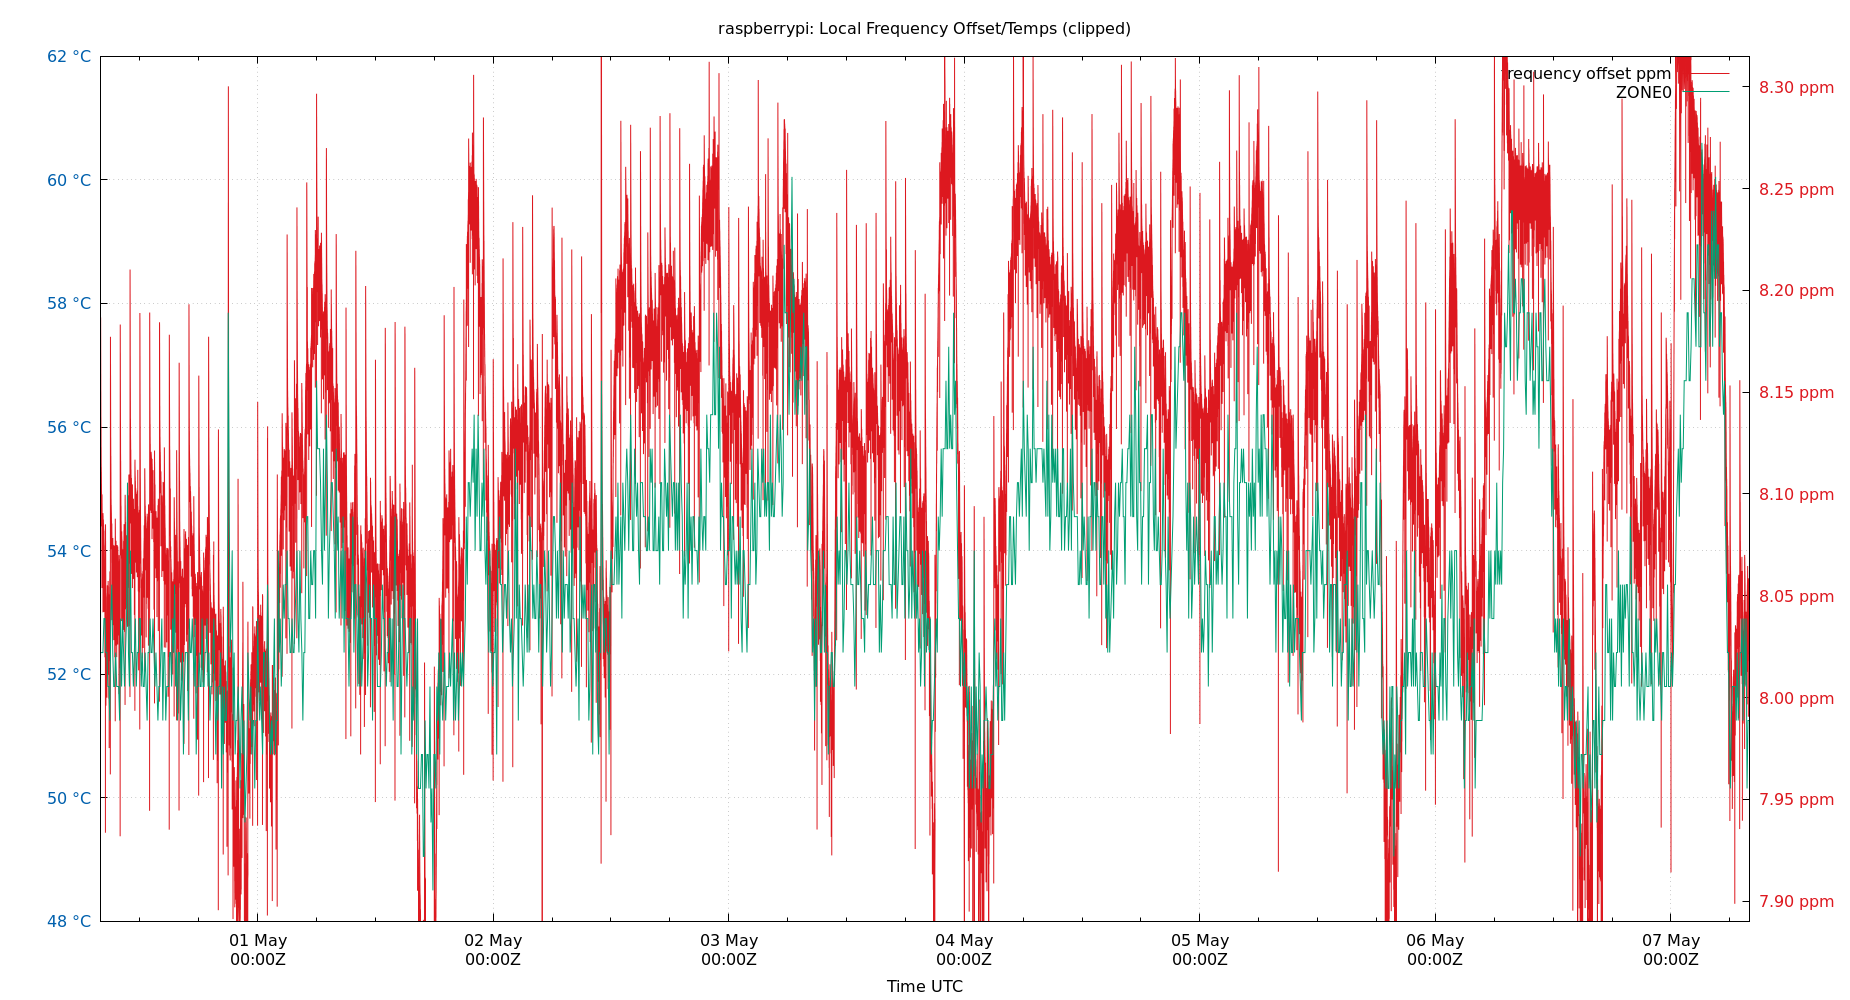 raspberrypi: Local Frequency Offset/Temps (clipped)
62 °C
60 °C
58 °C
56 °C
54 °C
52 °C
50 °C
48 °C
requency offset ppm
ZONE0
8.30 ppm
8.25 ppm
8.20 ppm
8.15 ppm
8.10 ppm
8.05 ppm
8.00 ppm
7.95 ppm
7.90 ppm
01 May 02 May 03 May 04 May 05 May 06 May 07 May
00:00Z 00:00Z 00:00Z 00:00Z 00:00Z 00:00Z 00:00Z
Time UTC